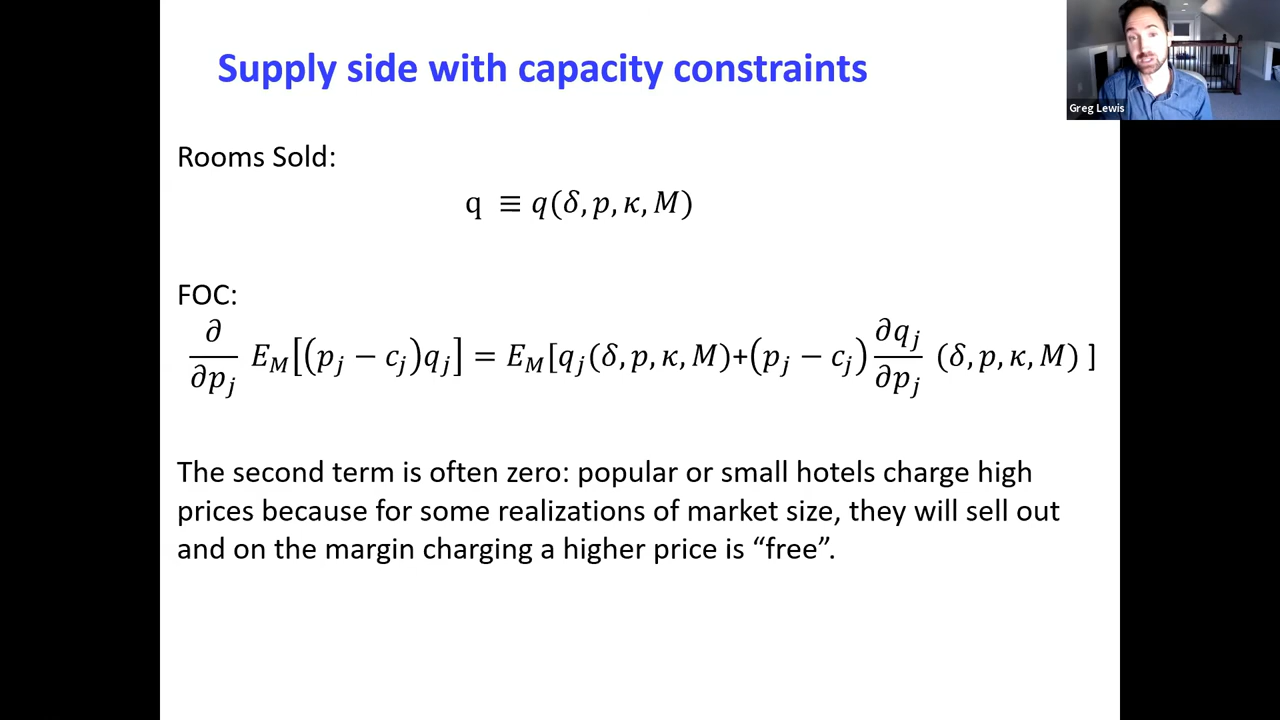 Supply side with capacity constraints
Greg Lewis
Rooms Sold:
q ≡ q(δ, p, κ, M)
FOC:
∂/∂p_j E_M[(p_j − c_j)q_j] = E_M[q_j(δ, p, κ, M)+(p_j − c_j) ∂q_j/∂p_j (δ, p, κ, M) ]
The second term is often zero: popular or small hotels charge high
prices because for some realizations of market size, they will sell out
and on the margin charging a higher price is “free”.